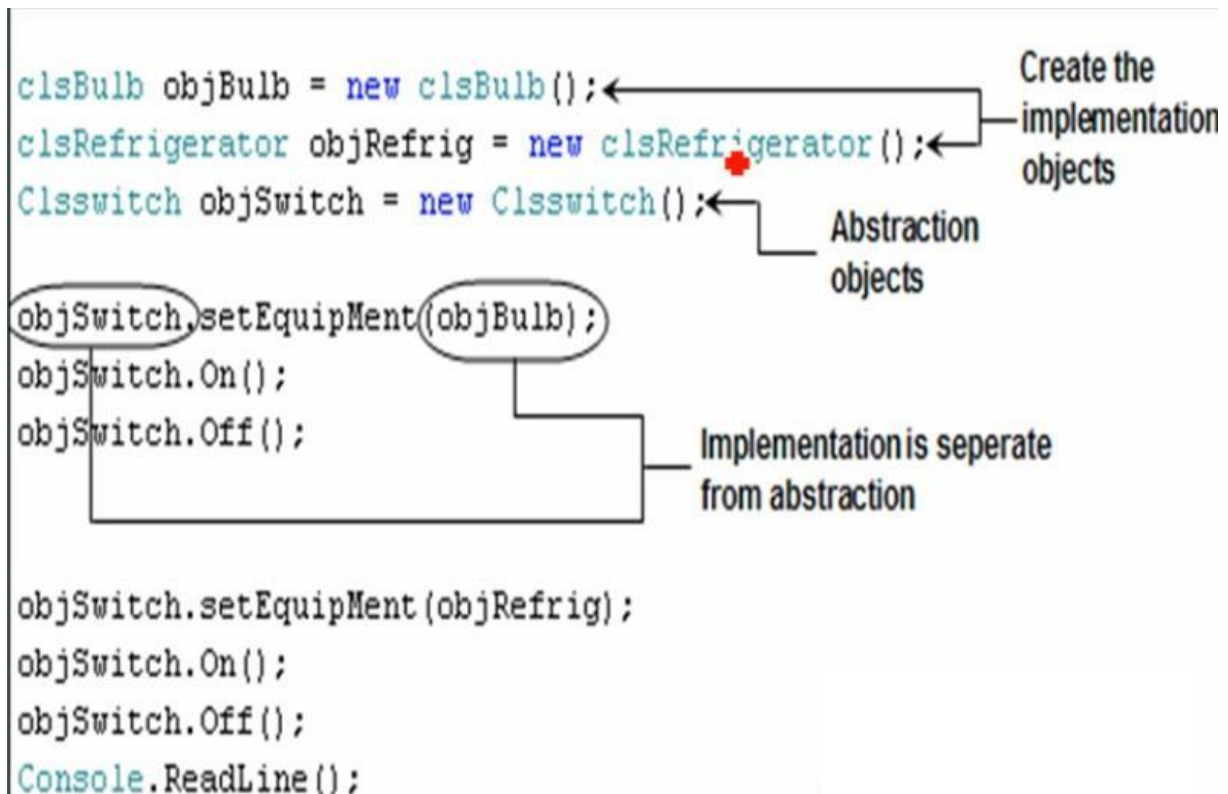 clsBulb objBulb = new clsBulb();
Create the
implementation
objects
clsRefrigerator objRefrig = new clsRefrigerator();
Clsswitch objSwitch = new Clsswitch();
Abstraction
objects
objSwitch.setEquipMent(objBulb);
objSwitch.On();
objSwitch.Off();
Implementation is seperate
from abstraction
objSwitch.setEquipMent(objRefrig);
objSwitch.On();
objSwitch.Off();
Console.ReadLine();